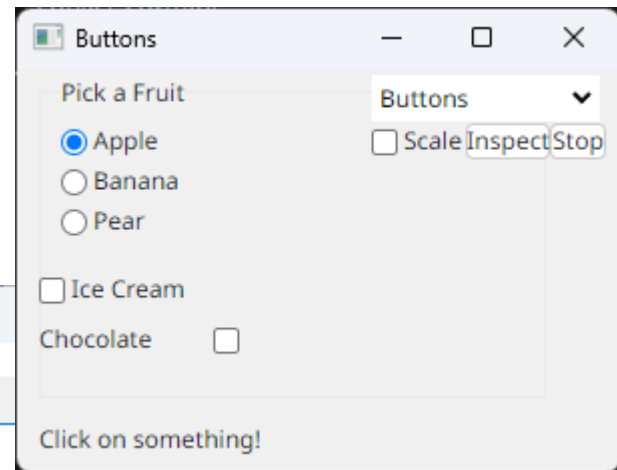 Buttons
Pick a Fruit
Buttons
Apple
Scale Inspect Stop
Banana
Pear
Ice Cream
Chocolate
Click on something!